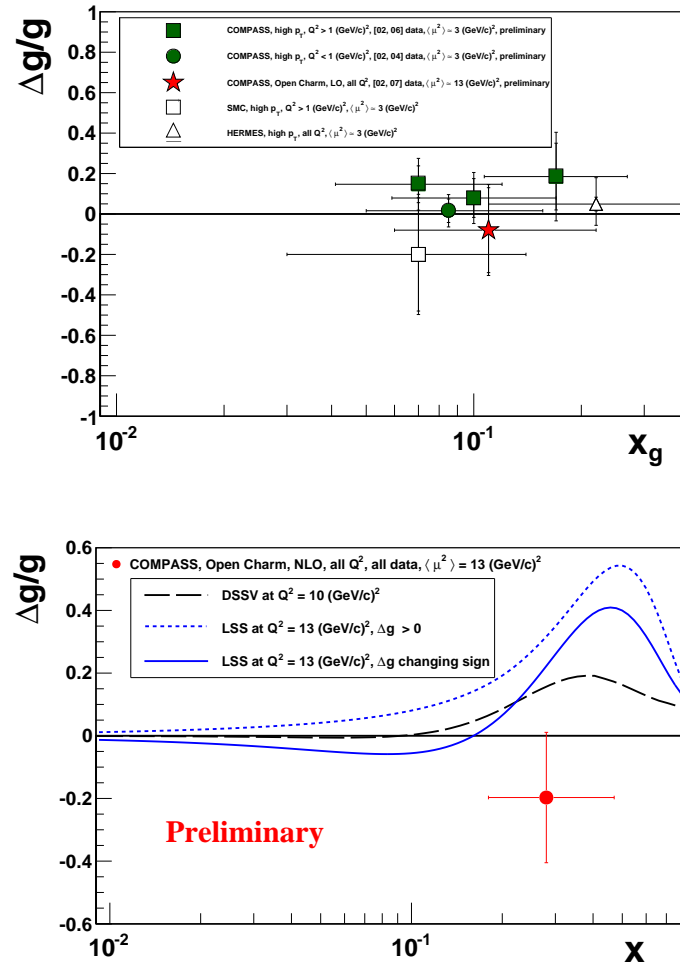 Δg/g
1
0.8
0.6
0.4
0.2
0
-0.2
-0.4
-0.6
-0.8
-1
COMPASS, high p_T, Q² > 1 (GeV/c)², [02, 06] data, ⟨μ²⟩ ≃ 3 (GeV/c)², preliminary
COMPASS, high p_T, Q² < 1 (GeV/c)², [02, 04] data, ⟨μ²⟩ ≃ 3 (GeV/c)², preliminary
COMPASS, Open Charm, LO, all Q², [02, 07] data, ⟨μ²⟩ ≃ 13 (GeV/c)², preliminary
SMC, high p_T, Q² > 1 (GeV/c)², ⟨μ²⟩ ≃ 3 (GeV/c)²
HERMES, high p_T, all Q², ⟨μ²⟩ ≃ 3 (GeV/c)²
10⁻² 10⁻¹
x_g
Δg/g
0.6
0.4
0.2
0
-0.2
-0.4
-0.6
COMPASS, Open Charm, NLO, all Q², all data, ⟨μ²⟩ = 13 (GeV/c)²
DSSV at Q² = 10 (GeV/c)²
LSS at Q² = 13 (GeV/c)², Δg > 0
LSS at Q² = 13 (GeV/c)², Δg changing sign
Preliminary
10⁻² 10⁻¹
x